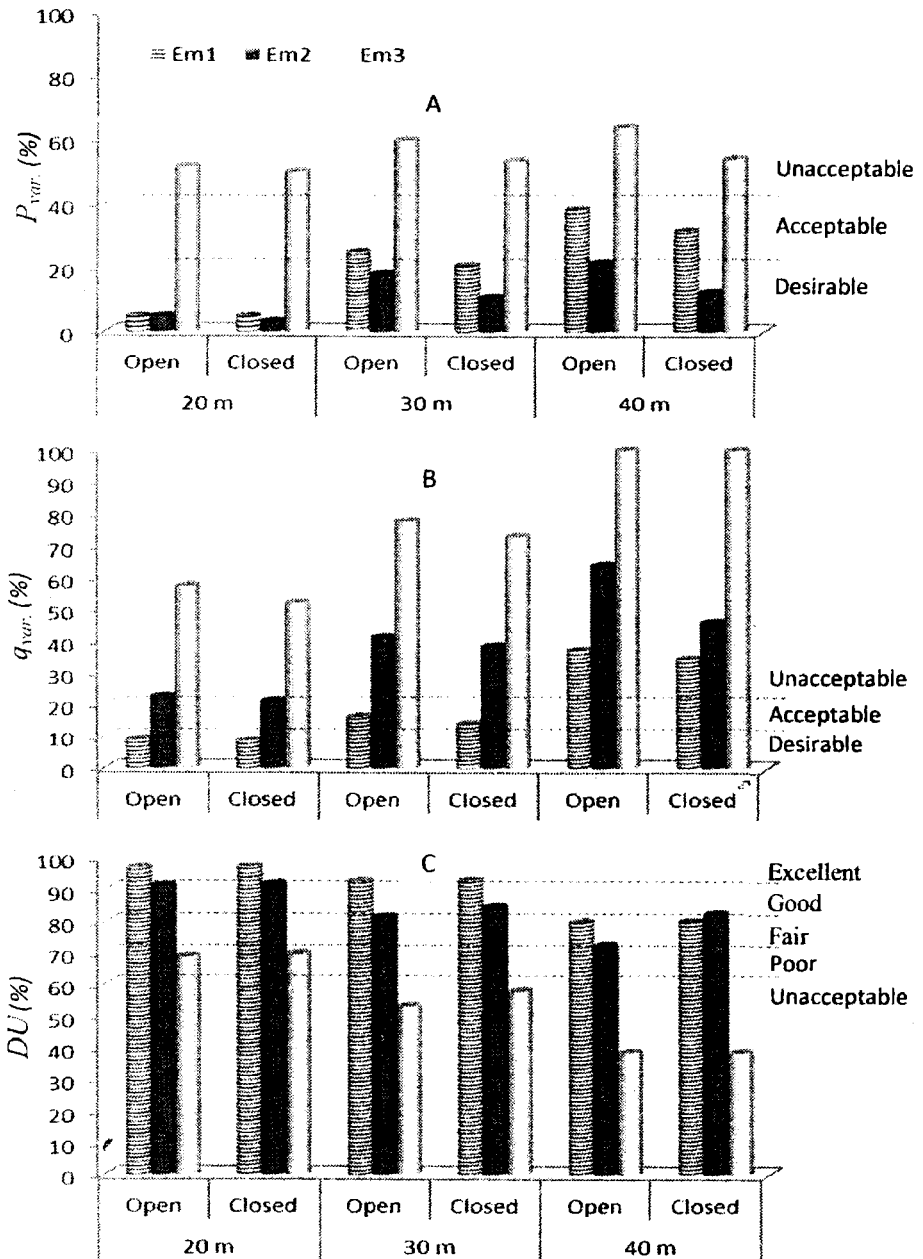 100
80
60
40
20
0
P var. (%)
Em1 Em2 Em3
A
Unacceptable
Acceptable
Desirable
Open Closed Open Closed Open Closed
20 m 30 m 40 m
100
90
80
70
60
50
40
30
20
10
0
q var. (%)
B
Unacceptable
Acceptable
Desirable
Open Closed Open Closed Open Closed
100
90
80
70
60
50
40
30
20
10
0
DU (%)
C
Excellent
Good
Fair
Poor
Unacceptable
Open Closed Open Closed Open Closed
20 m 30 m 40 m